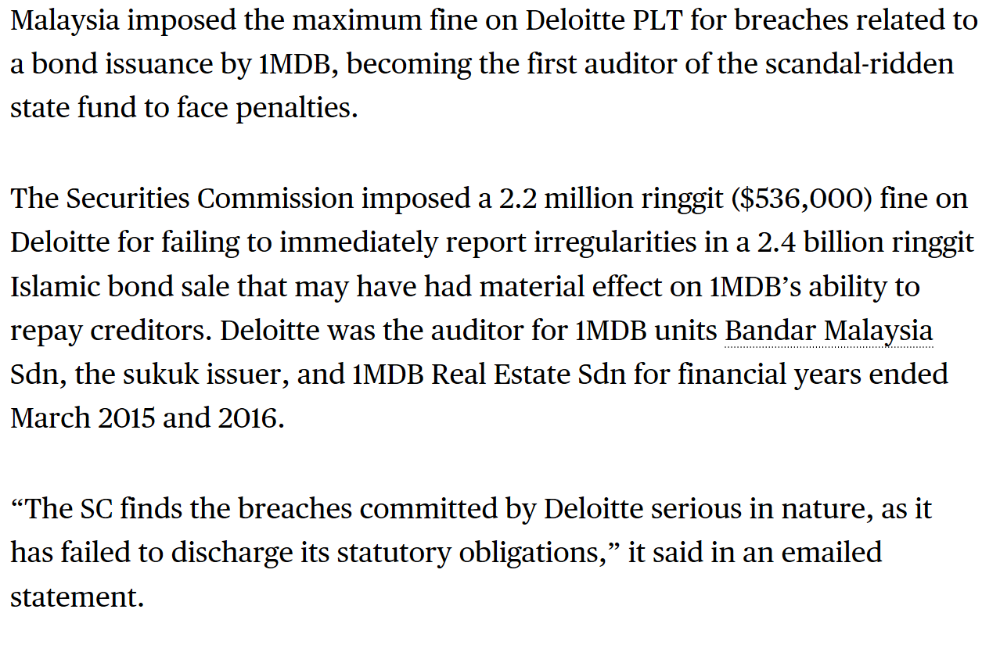 Malaysia imposed the maximum fine on Deloitte PLT for breaches related to
a bond issuance by 1MDB, becoming the first auditor of the scandal-ridden
state fund to face penalties.
The Securities Commission imposed a 2.2 million ringgit ($536,000) fine on
Deloitte for failing to immediately report irregularities in a 2.4 billion ringgit
Islamic bond sale that may have had material effect on 1MDB’s ability to
repay creditors. Deloitte was the auditor for 1MDB units Bandar Malaysia
Sdn, the sukuk issuer, and 1MDB Real Estate Sdn for financial years ended
March 2015 and 2016.
“The SC finds the breaches committed by Deloitte serious in nature, as it
has failed to discharge its statutory obligations,” it said in an emailed
statement.